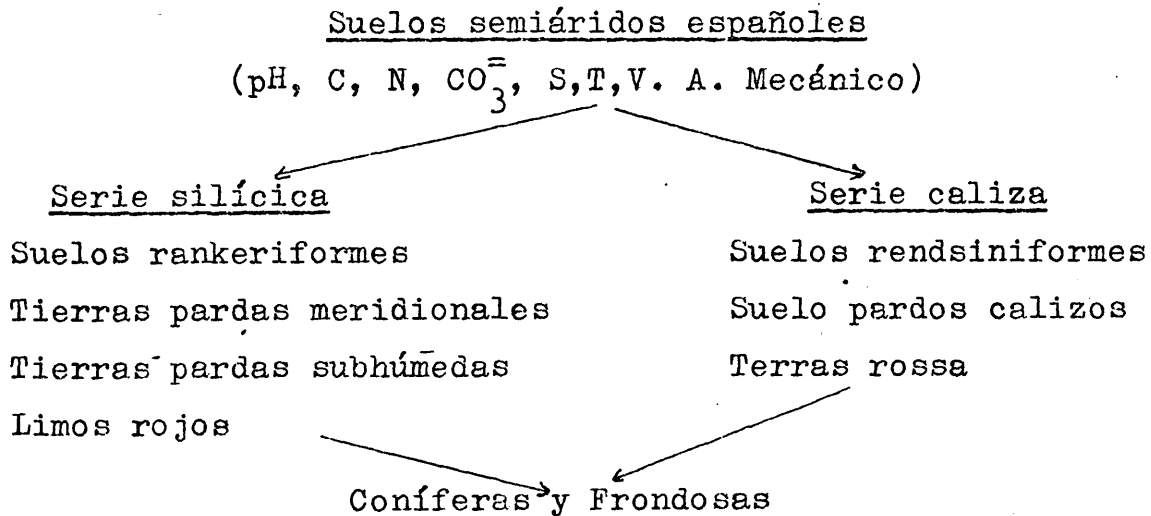 Suelos semiáridos españoles
(pH, C, N, CO₃⁼, S,T,V. A. Mecánico)
Serie silícica
Suelos rankeriformes
Tierras pardas meridionales
Tierras pardas subhúmedas
Limos rojos
Serie caliza
Suelos rendsiniformes
Suelo pardos calizos
Terras rossa
Coníferas y Frondosas